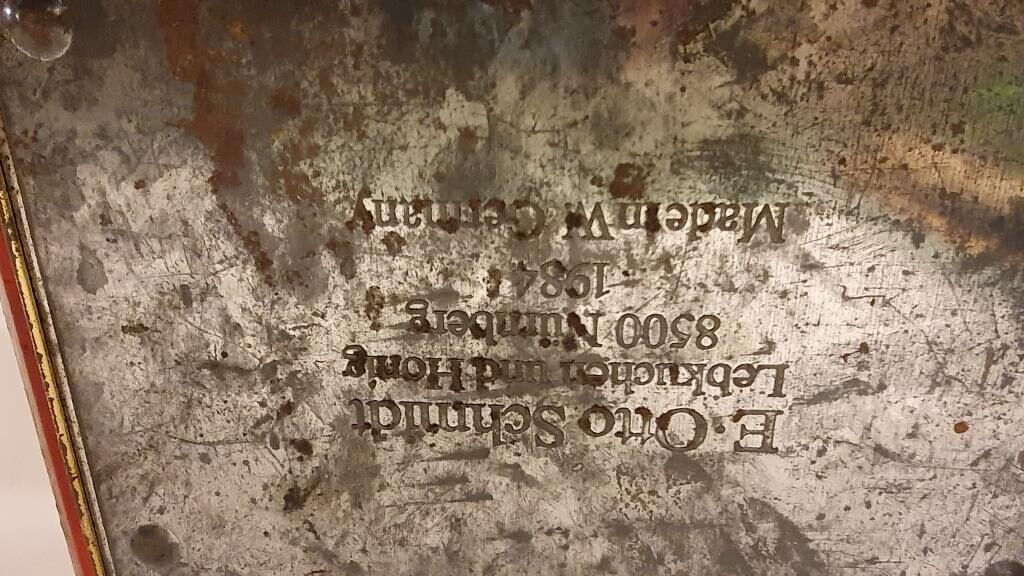 E. Otto Schmidt
Lebkuchen und Honig
8500 Nürnberg
1984
Made in W. Germany